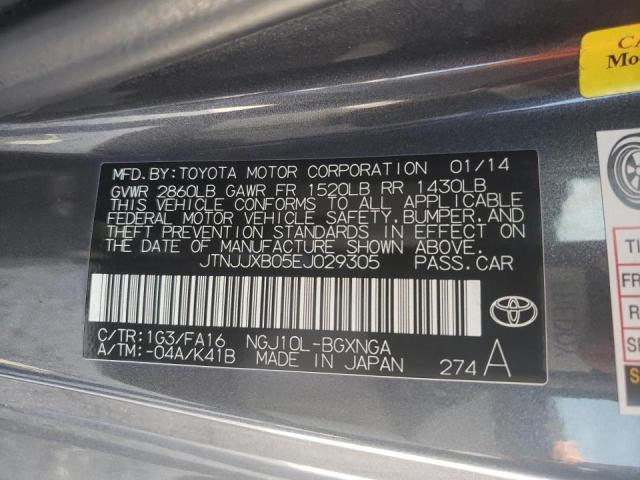 MFD. BY: TOYOTA MOTOR CORPORATION 01/14
GVWR 2860LB GAWR FR 1520LB RR 1430LB
THIS VEHICLE CONFORMS TO ALL APPLICABLE
FEDERAL MOTOR VEHICLE SAFETY, BUMPER, AND
THEFT PREVENTION STANDARDS IN EFFECT ON
THE DATE OF MANUFACTURE SHOWN ABOVE.
JTNJJXB05EJ029305 PASS. CAR
C/TR: 1G3/FA16 NGJ10L-BGXNGA
A/TM: -04A/K41B MADE IN JAPAN
274 A
TOYOTA